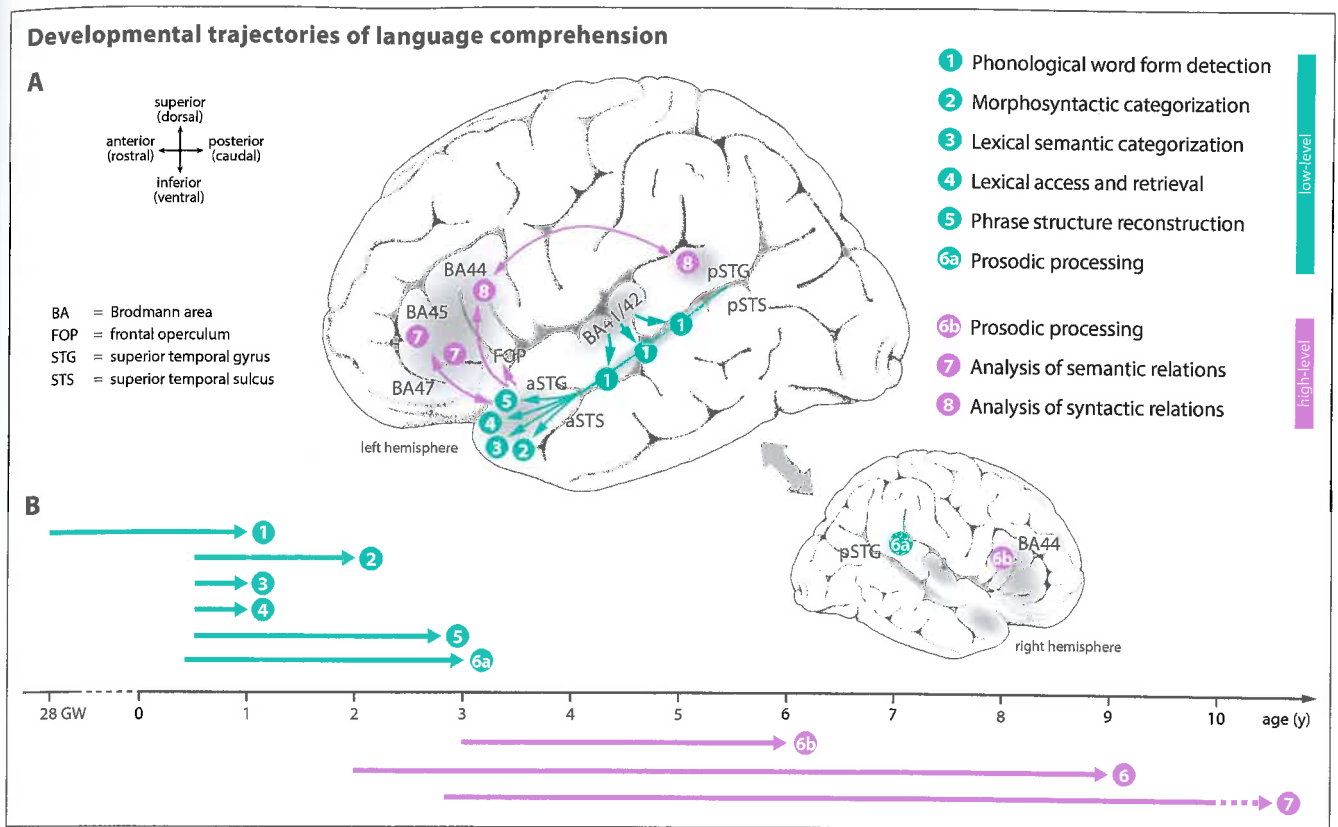 Developmental trajectories of language comprehension
A
superior
(dorsal)
anterior
(rostral)
posterior
(caudal)
inferior
(ventral)
BA = Brodmann area
FOP = frontal operculum
STG = superior temporal gyrus
STS = superior temporal sulcus
1 Phonological word form detection
2 Morphosyntactic categorization
3 Lexical semantic categorization
4 Lexical access and retrieval
5 Phrase structure reconstruction
6a Prosodic processing
low-level
6b Prosodic processing
7 Analysis of semantic relations
8 Analysis of syntactic relations
high-level
BA44
8
BA45
7
7
FOP
BA47
8
pSTG
pSTS
BA41/42
1
1
1
aSTG
aSTS
5
4
3
2
left hemisphere
pSTG
6a
6b
BA44
right hemisphere
B
1
2
3
4
5
6a
28 GW 0 1 2 3 4 5 6 7 8 9 10 age (y)
6b
6
7